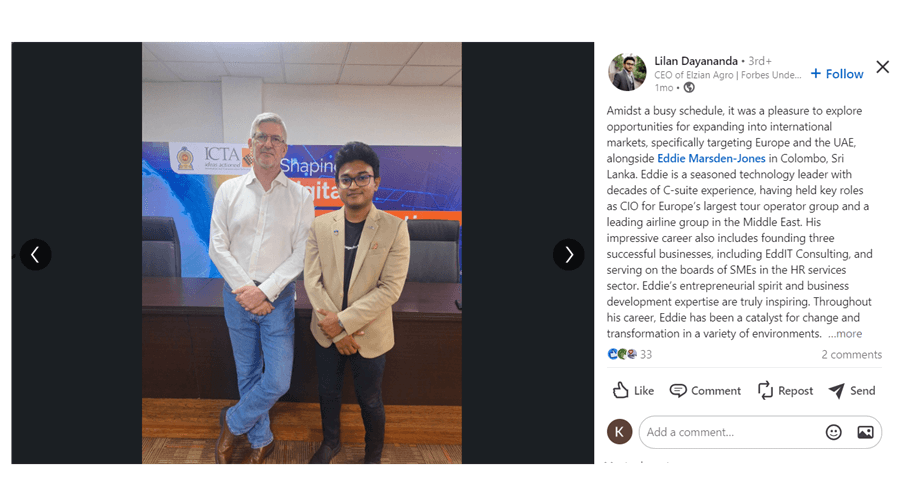 ICTA
Shaping
Lilan Dayananda • 3rd+
CEO of Elzian Agro | Forbes Unde...
1mo •
+ Follow
Amidst a busy schedule, it was a pleasure to explore
opportunities for expanding into international
markets, specifically targeting Europe and the UAE,
alongside Eddie Marsden-Jones in Colombo, Sri
Lanka. Eddie is a seasoned technology leader with
decades of C-suite experience, having held key roles
as CIO for Europe's largest tour operator group and a
leading airline group in the Middle East. His
impressive career also includes founding three
successful businesses, including EddIT Consulting, and
serving on the boards of SMEs in the HR services
sector. Eddie's entrepreneurial spirit and business
development expertise are truly inspiring. Throughout
his career, Eddie has been a catalyst for change and
transformation in a variety of environments. ...more
33
2 comments
Like Comment Repost Send
K
Add a comment...